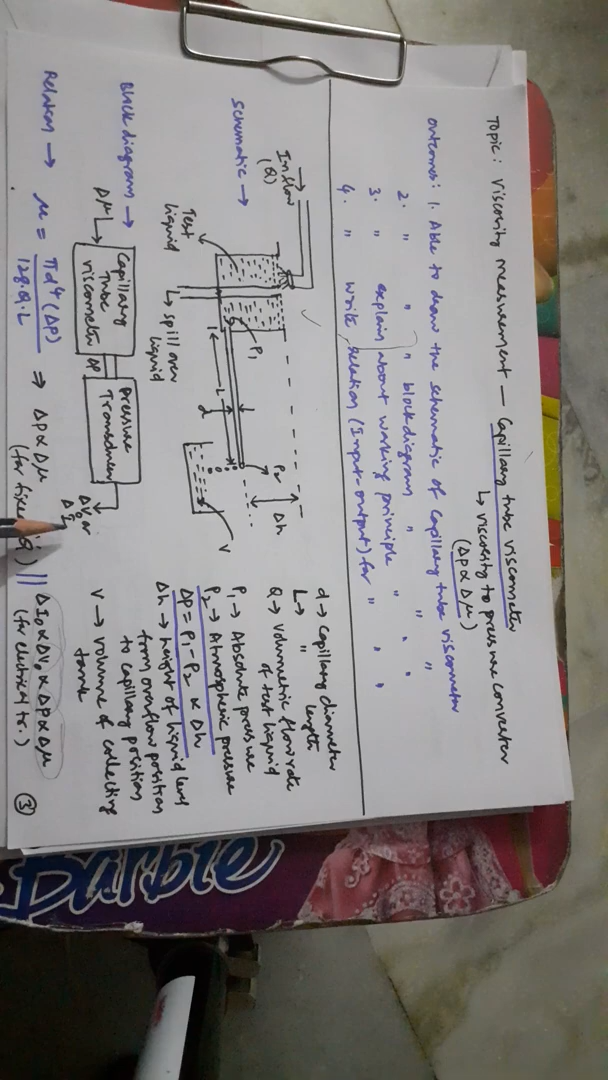 Topic: Viscosity measurement — Capillary tube viscometer
↳ viscosity to pressure converter
(Δp ∝ Δμ)
outcomes: 1. Able to draw the schematic of capillary tube viscometer
2. " " " block diagram " " "
3. " explain about working principle " " "
4. " write relation (Input-output) for " " "
Schematic →
Inflow
(Q)
Test
liquid
↳ spill over
liquid
P₁
L
d
P₂
Δh
V
d → capillary diameter
L → " length
Q → volumetric flow rate
of test liquid
P₁ → Absolute pressure
P₂ → Atmospheric pressure
ΔP = P₁ - P₂ ∝ Δh
Δh → height of liquid level
from overflow position
to capillary position
V → volume of collecting
tank
Block diagram →
Δμ
Capillary
Tube
viscometer
ΔP
Pressure
Transducer
ΔV₀ or
ΔI₀
Relation → μ = πd⁴(ΔP) / 128.Q.L ⇒ Δp ∝ Δμ || ΔI₀ ∝ ΔV₀ ∝ Δp ∝ Δμ
(for fixed Q) (for electrical tr.)
3
Barbie